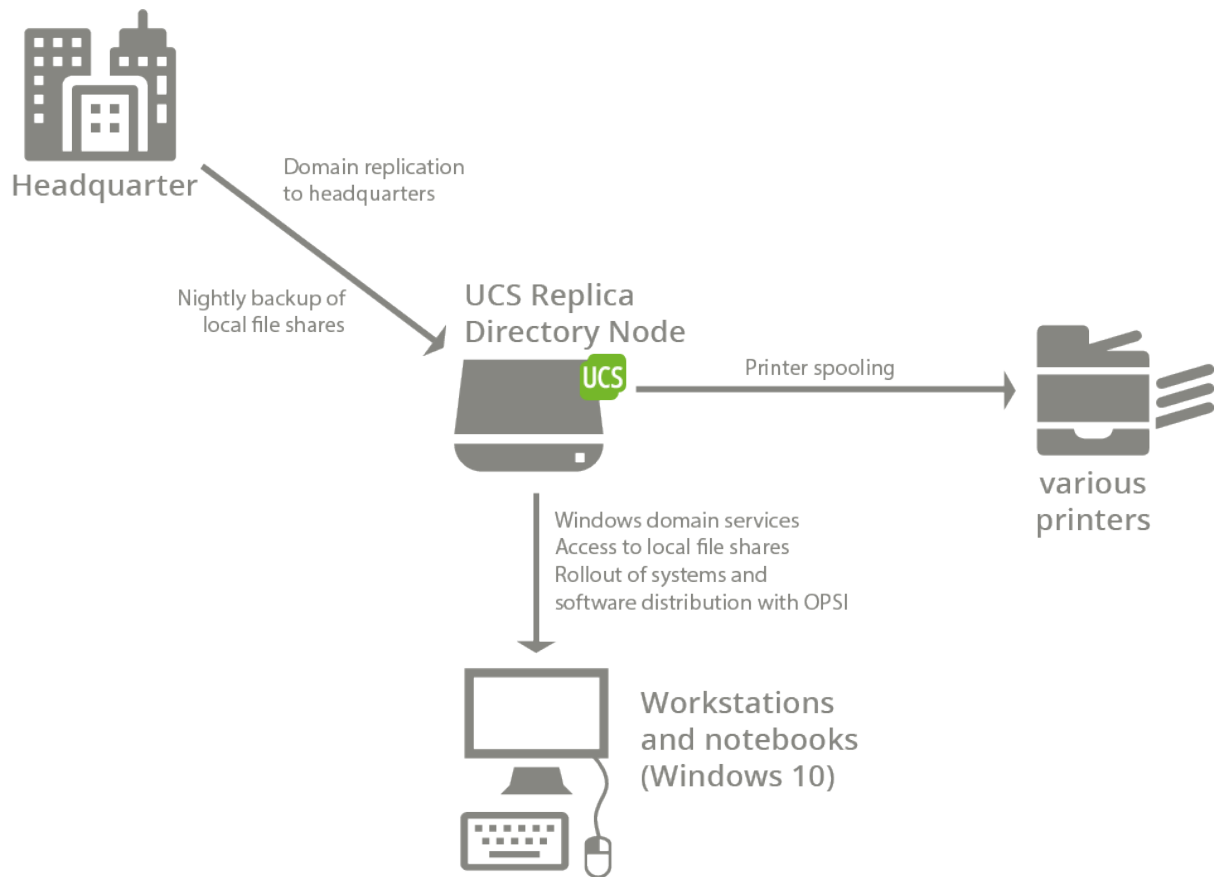 Headquarter
Domain replication
to headquarters
Nightly backup of
local file shares
UCS Replica
Directory Node
UCS
Printer spooling
various
printers
Windows domain services
Access to local file shares
Rollout of systems and
software distribution with OPSI
Workstations
and notebooks
(Windows 10)